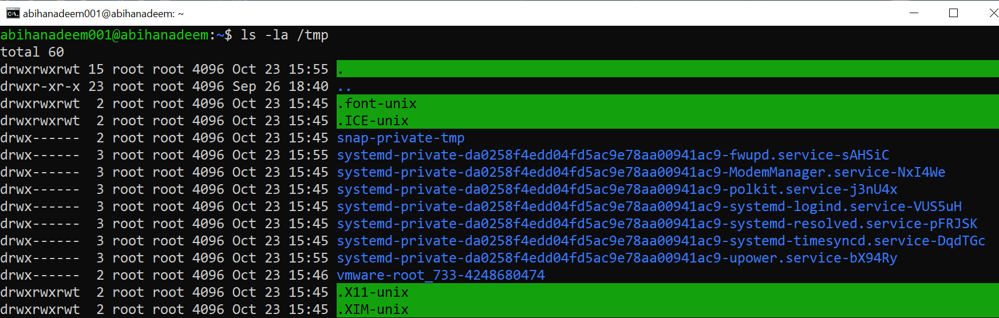 abihanadeem001@abihanadeem: ~
abihanadeem001@abihanadeem:~$ ls -la /tmp
total 60
drwxrwxrwt 15 root root 4096 Oct 23 15:55 .
drwxr-xr-x 23 root root 4096 Sep 26 18:40 ..
drwxrwxrwt  2 root root 4096 Oct 23 15:45 .font-unix
drwxrwxrwt  2 root root 4096 Oct 23 15:45 .ICE-unix
drwx------  2 root root 4096 Oct 23 15:45 snap-private-tmp
drwx------  3 root root 4096 Oct 23 15:55 systemd-private-da0258f4edd04fd5ac9e78aa00941ac9-fwupd.service-sAHSiC
drwx------  3 root root 4096 Oct 23 15:45 systemd-private-da0258f4edd04fd5ac9e78aa00941ac9-ModemManager.service-NxI4We
drwx------  3 root root 4096 Oct 23 15:45 systemd-private-da0258f4edd04fd5ac9e78aa00941ac9-polkit.service-j3nU4x
drwx------  3 root root 4096 Oct 23 15:45 systemd-private-da0258f4edd04fd5ac9e78aa00941ac9-systemd-logind.service-VUS5uH
drwx------  3 root root 4096 Oct 23 15:45 systemd-private-da0258f4edd04fd5ac9e78aa00941ac9-systemd-resolved.service-pFRJSK
drwx------  3 root root 4096 Oct 23 15:45 systemd-private-da0258f4edd04fd5ac9e78aa00941ac9-systemd-timesyncd.service-DqdTGc
drwx------  3 root root 4096 Oct 23 15:55 systemd-private-da0258f4edd04fd5ac9e78aa00941ac9-upower.service-bX94Ry
drwx------  2 root root 4096 Oct 23 15:46 vmware-root_733-4248680474
drwxrwxrwt  2 root root 4096 Oct 23 15:45 .X11-unix
drwxrwxrwt  2 root root 4096 Oct 23 15:45 .XIM-unix